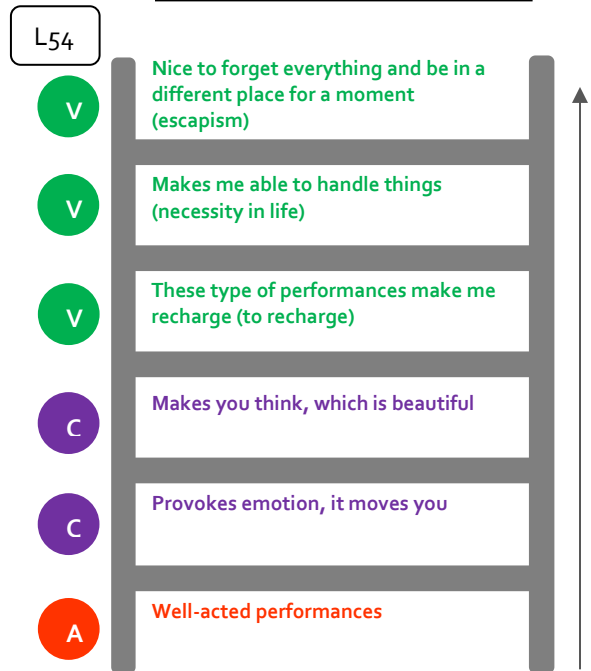 L54
V
Nice to forget everything and be in a
different place for a moment
(escapism)
V
Makes me able to handle things
(necessity in life)
V
These type of performances make me
recharge (to recharge)
C
Makes you think, which is beautiful
C
Provokes emotion, it moves you
A
Well-acted performances